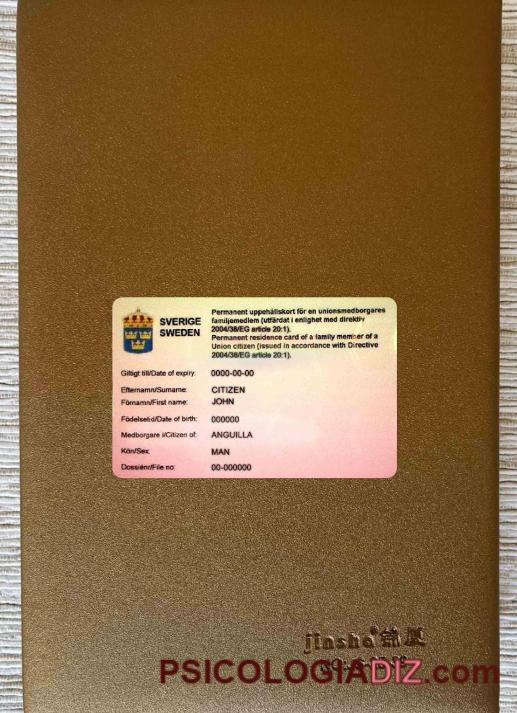 SVERIGE
SWEDEN
Permanent uppehållskort för en unionsmedborgares
familjemedlem (utfärdat i enlighet med direktiv
2004/38/EG article 20:1).
Permanent residence card of a family member of a
Union citizen (issued in accordance with Directive
2004/38/EG article 20:1).
Giltigt till/Date of expiry: 0000-00-00
Efternamn/Surname: CITIZEN
Förnamn/First name: JOHN
Födelsetid/Date of birth: 000000
Medborgare i/Citizen of: ANGUILLA
Kön/Sex: MAN
Dossiénr/File no: 00-000000
jinsha®锦厦
PSICOLOGIADIZ.com